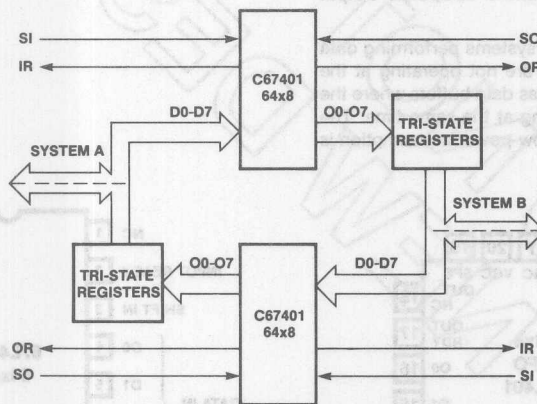 SI
SO
IR
OR
C67401
64x8
D0-D7
O0-O7
TRI-STATE
REGISTERS
SYSTEM A
SYSTEM B
TRI-STATE
REGISTERS
O0-O7
D0-D7
C67401
64x8
OR
IR
SO
SI